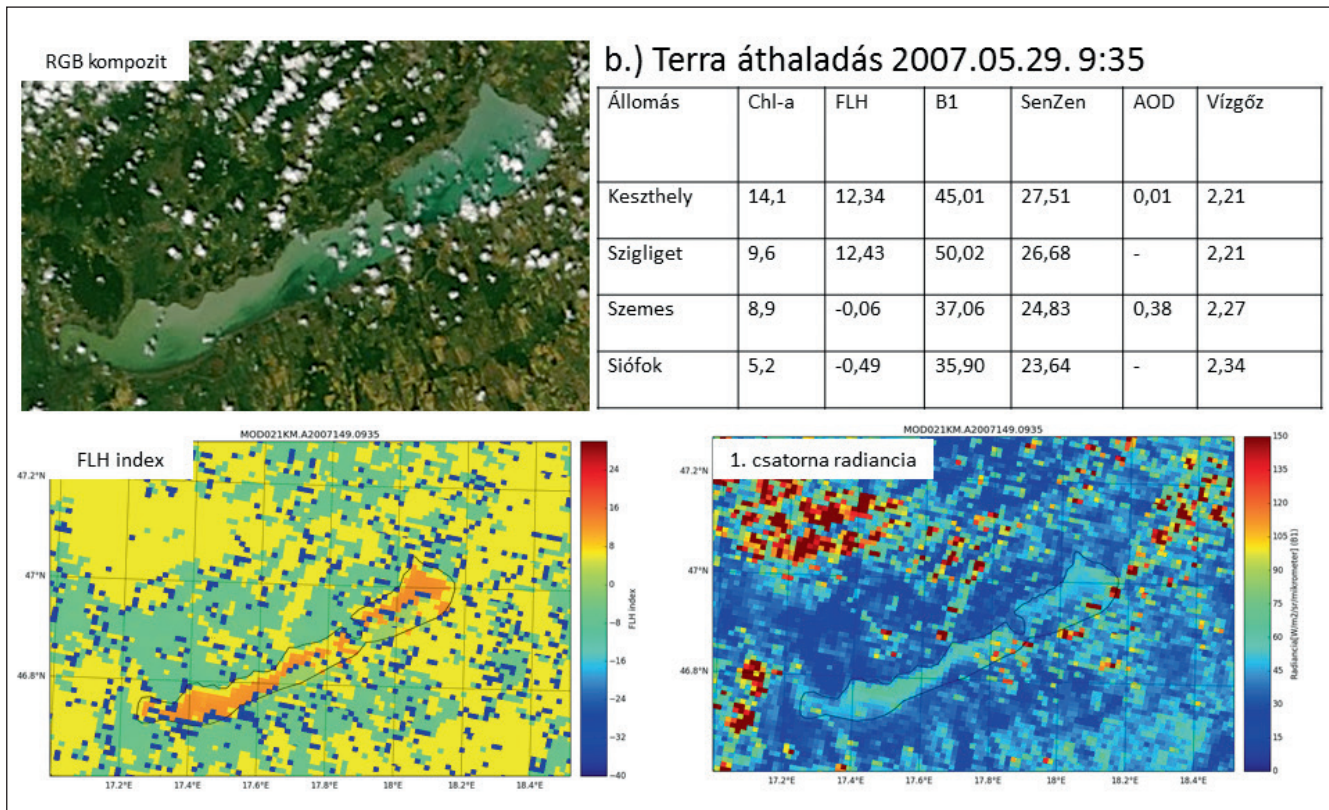 RGB kompozit
b.) Terra áthaladás 2007.05.29. 9:35
Állomás Chl-a FLH B1 SenZen AOD Vízgőz
Keszthely 14,1 12,34 45,01 27,51 0,01 2,21
Szigliget 9,6 12,43 50,02 26,68 - 2,21
Szemes 8,9 -0,06 37,06 24,83 0,38 2,27
Siófok 5,2 -0,49 35,90 23,64 - 2,34
MOD021KM.A2007149.0935
FLH index
47.2°N
47°N
46.8°N
17.2°E 17.4°E 17.6°E 17.8°E 18°E 18.2°E 18.4°E
24
16
8
0
−8
−16
−24
−32
−40
FLH index
MOD021KM.A2007149.0935
1. csatorna radiancia
47.2°N
47°N
46.8°N
17.2°E 17.4°E 17.6°E 17.8°E 18°E 18.2°E 18.4°E
150
135
120
105
90
75
60
45
30
15
0
Radiancia[W/m2/sr/mikrometer] (B1)